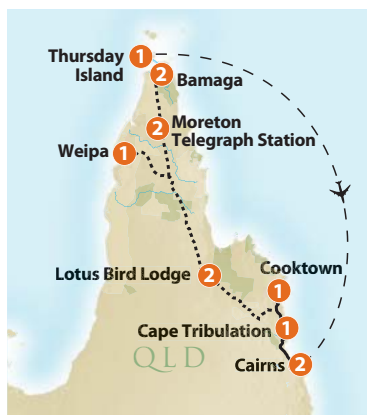 Thursday
Island
1
2
Bamaga
2
Moreton
Telegraph Station
Weipa
1
Lotus Bird Lodge
2
Cooktown
1
Cape Tribulation
1
QLD
Cairns
2